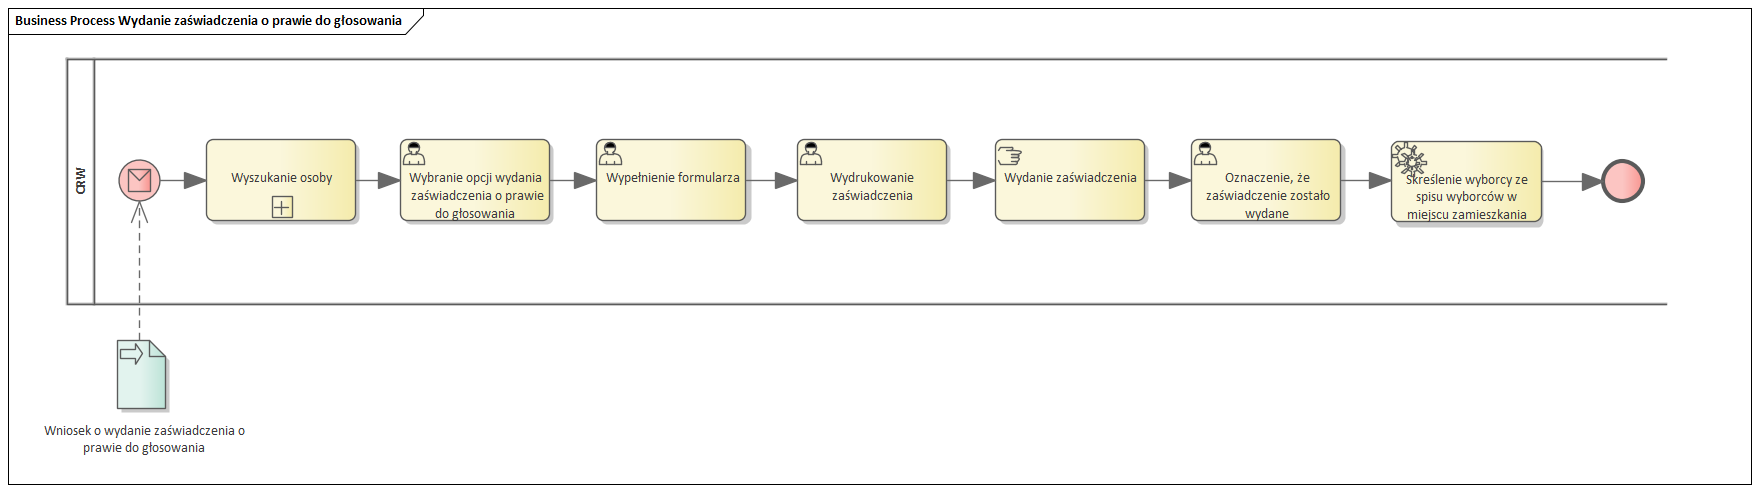 Business Process Wydanie zaświadczenia o prawie do głosowania
CRW
Wyszukanie osoby
Wybranie opcji wydania
zaświadczenia o prawie
do głosowania
Wypełnienie formularza
Wydrukowanie
zaświadczenia
Wydanie zaświadczenia
Oznaczenie, że
zaświadczenie zostało
wydane
Skreślenie wyborcy ze
spisu wyborców w
miejscu zamieszkania
Wniosek o wydanie zaświadczenia o
prawie do głosowania